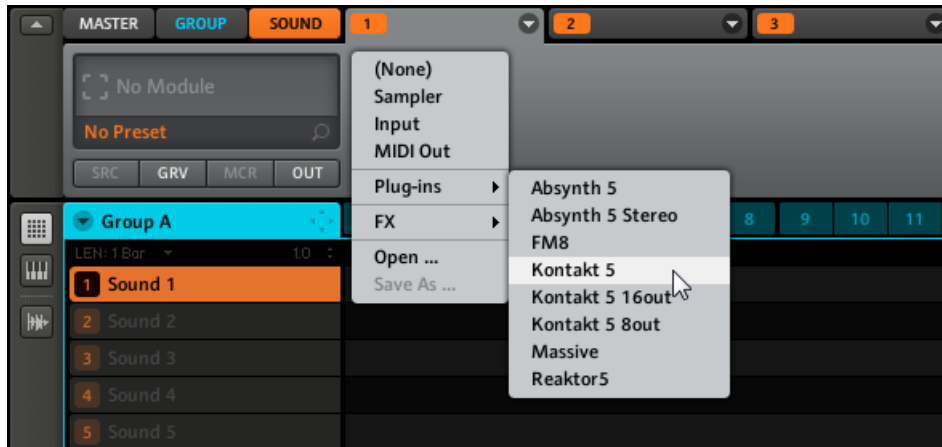 MASTER GROUP SOUND 1 2 3
No Module
No Preset
SRC GRV MCR OUT
(None)
Sampler
Input
MIDI Out
Plug-ins
FX
Open ...
Save As ...
Absynth 5
Absynth 5 Stereo
FM8
Kontakt 5
Kontakt 5 16out
Kontakt 5 8out
Massive
Reaktor5
Group A 8 9 10 11
LEN: 1 Bar 1.0
1 Sound 1
2 Sound 2
3 Sound 3
4 Sound 4
5 Sound 5